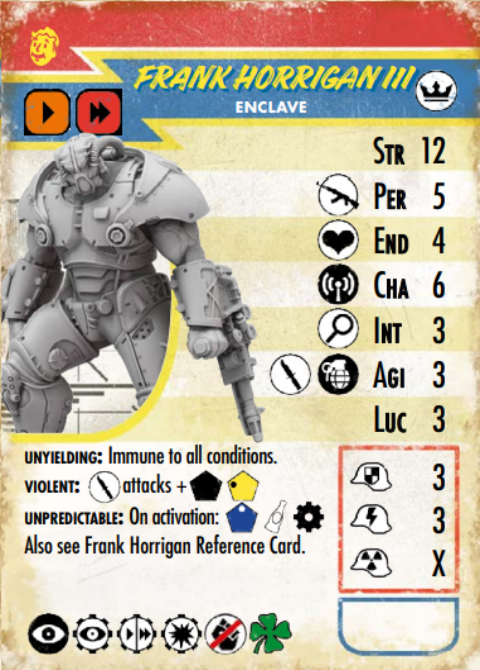 FRANK HORRIGAN III
ENCLAVE
STR 12
PER 5
END 4
CHA 6
INT 3
AGI 3
LUC 3
UNYIELDING: Immune to all conditions.
VIOLENT: attacks +
UNPREDICTABLE: On activation:
Also see Frank Horrigan Reference Card.
3
3
X